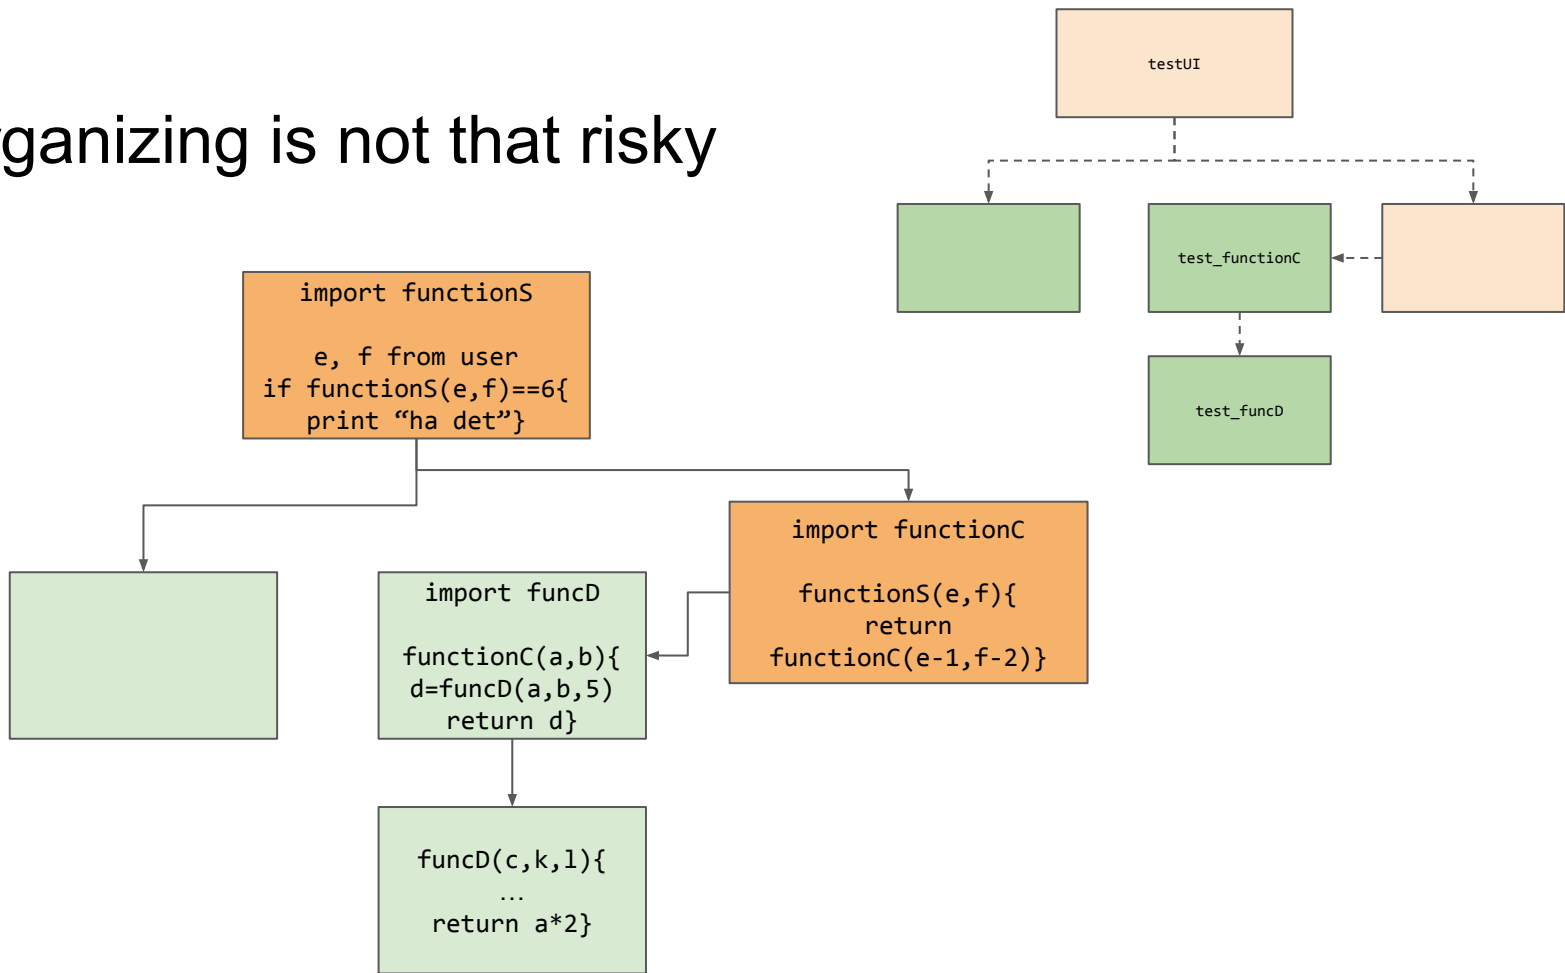 ganizing is not that risky
testUI
test_functionC
test_funcD
import functionS
e, f from user
if functionS(e,f)==6{
print “ha det”}
import functionC
functionS(e,f){
return
functionC(e-1,f-2)}
import funcD
functionC(a,b){
d=funcD(a,b,5)
return d}
funcD(c,k,l){
…
return a*2}